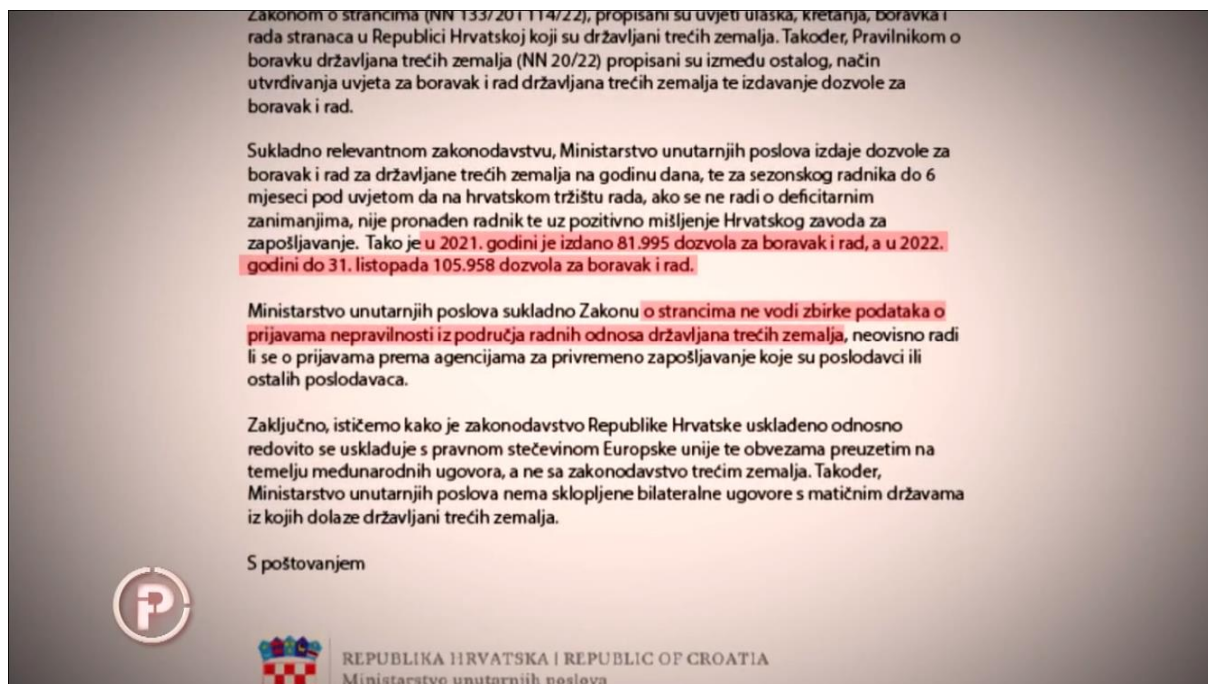 Zakonom o strancima (NN 133/20 i 114/22), propisani su uvjeti ulaska, kretanja, boravka i
rada stranaca u Republici Hrvatskoj koji su državljani trećih zemalja. Također, Pravilnikom o
boravku državljana trećih zemalja (NN 20/22) propisani su između ostalog, način
utvrđivanja uvjeta za boravak i rad državljana trećih zemalja te izdavanje dozvole za
boravak i rad.
Sukladno relevantnom zakonodavstvu, Ministarstvo unutarnjih poslova izdaje dozvole za
boravak i rad za državljane trećih zemalja na godinu dana, te za sezonskog radnika do 6
mjeseci pod uvjetom da na hrvatskom tržištu rada, ako se ne radi o deficitarnim
zanimanjima, nije pronađen radnik te uz pozitivno mišljenje Hrvatskog zavoda za
zapošljavanje. Tako je u 2021. godini je izdano 81.995 dozvola za boravak i rad, a u 2022.
godini do 31. listopada 105.958 dozvola za boravak i rad.
Ministarstvo unutarnjih poslova sukladno Zakonu o strancima ne vodi zbirke podataka o
prijavama nepravilnosti iz područja radnih odnosa državljana trećih zemalja, neovisno radi
li se o prijavama prema agencijama za privremeno zapošljavanje koje su poslodavci ili
ostalih poslodavaca.
Zaključno, ističemo kako je zakonodavstvo Republike Hrvatske usklađeno odnosno
redovito se usklađuje s pravnom stečevinom Europske unije te obvezama preuzetim na
temelju međunarodnih ugovora, a ne sa zakonodavstvo trećim zemalja. Također,
Ministarstvo unutarnjih poslova nema sklopljene bilateralne ugovore s matičnim državama
iz kojih dolaze državljani trećih zemalja.
S poštovanjem
P
REPUBLIKA HRVATSKA | REPUBLIC OF CROATIA
Ministarstvo unutarnjih poslova